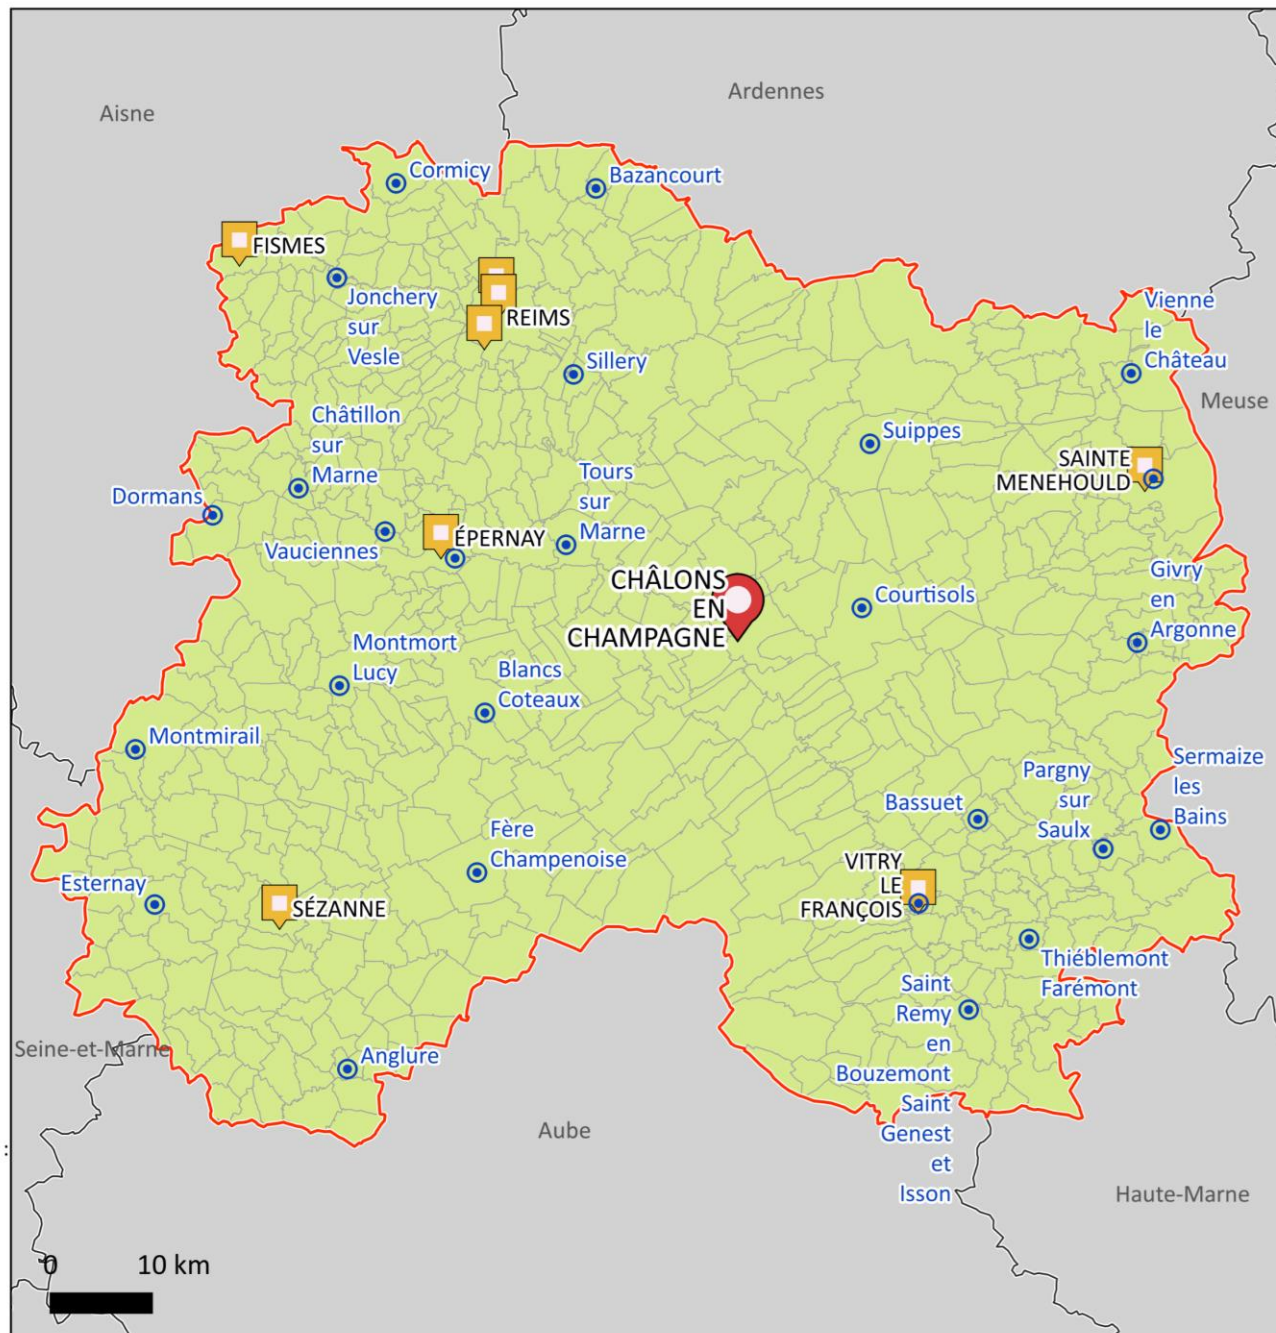 Aisne
Ardennes
Cormicy
Bazancourt
FISMES
Jonchery
sur
Vesle
REIMS
Vienne
le
Château
Sillery
Meuse
Châtillon
sur
Marne
Suippes
SAINTE
MENEHOULD
Tours
sur
Marne
Dormans
Vauciennes
ÉPERNAY
CHÂLONS
EN
CHAMPAGNE
Courtisols
Givry
en
Argonne
Montmort
Lucy
Blancs
Coteaux
Montmirail
Sermaize
les
Bains
Pargny
sur
Saulx
Bassuet
Fère
Champenoise
VITRY
LE
FRANÇOIS
Esternay
SÉZANNE
Thiéblemont
Farémont
Saint
Remy
en
Bouzemont
Saint
Genest
et
Isson
Seine-et-Marne
Anglure
Aube
:
Haute-Marne
0 10 km